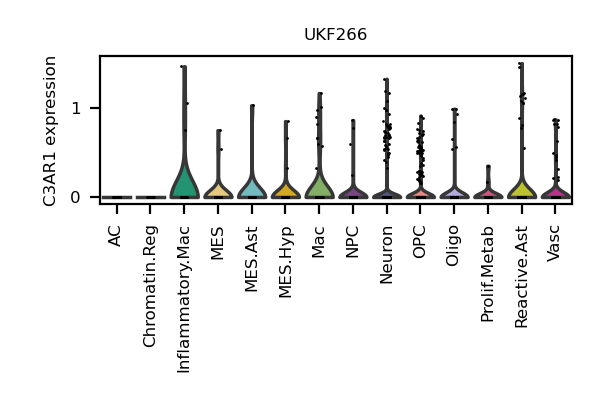 UKF266
C3AR1 expression
1
0
AC
Chromatin.Reg
Inflammatory.Mac
MES
MES.Ast
MES.Hyp
Mac
NPC
Neuron
OPC
Oligo
Prolif.Metab
Reactive.Ast
Vasc